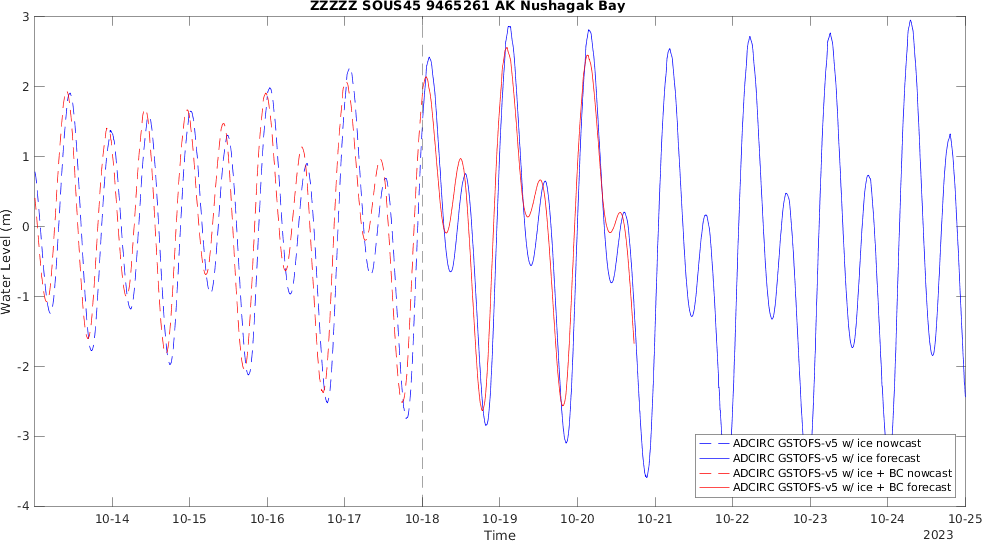 ZZZZZ SOUS45 9465261 AK Nushagak Bay
3
2
1
0
-1
-2
-3
-4
Water Level (m)
ADCIRC GSTOFS-v5 w/ ice nowcast
ADCIRC GSTOFS-v5 w/ ice forecast
ADCIRC GSTOFS-v5 w/ ice + BC nowcast
ADCIRC GSTOFS-v5 w/ ice + BC forecast
10-14 10-15 10-16 10-17 10-18 10-19 10-20 10-21 10-22 10-23 10-24 10-25
Time 2023